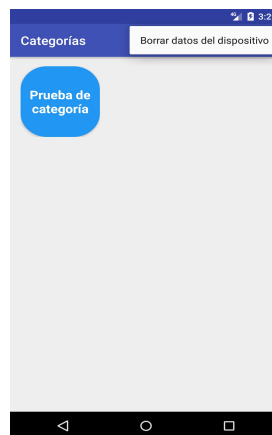 3:2
Categorías
Borrar datos del dispositivo
Prueba de
categoría